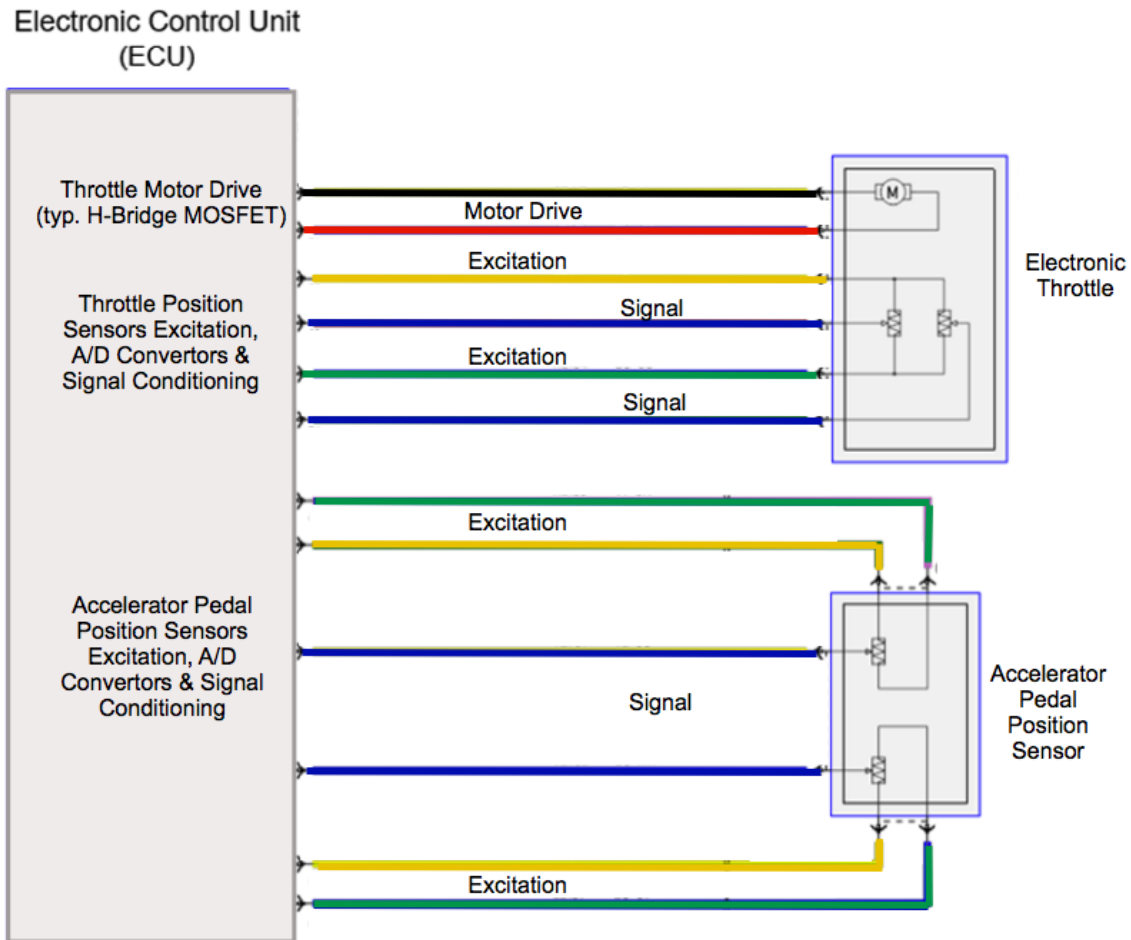 Electronic Control Unit
(ECU)
Throttle Motor Drive
(typ. H-Bridge MOSFET)
Motor Drive
M
Excitation
Electronic
Throttle
Throttle Position
Sensors Excitation,
A/D Convertors &
Signal Conditioning
Signal
Excitation
Signal
Excitation
Accelerator Pedal
Position Sensors
Excitation, A/D
Convertors & Signal
Conditioning
Signal
Accelerator
Pedal
Position
Sensor
Excitation